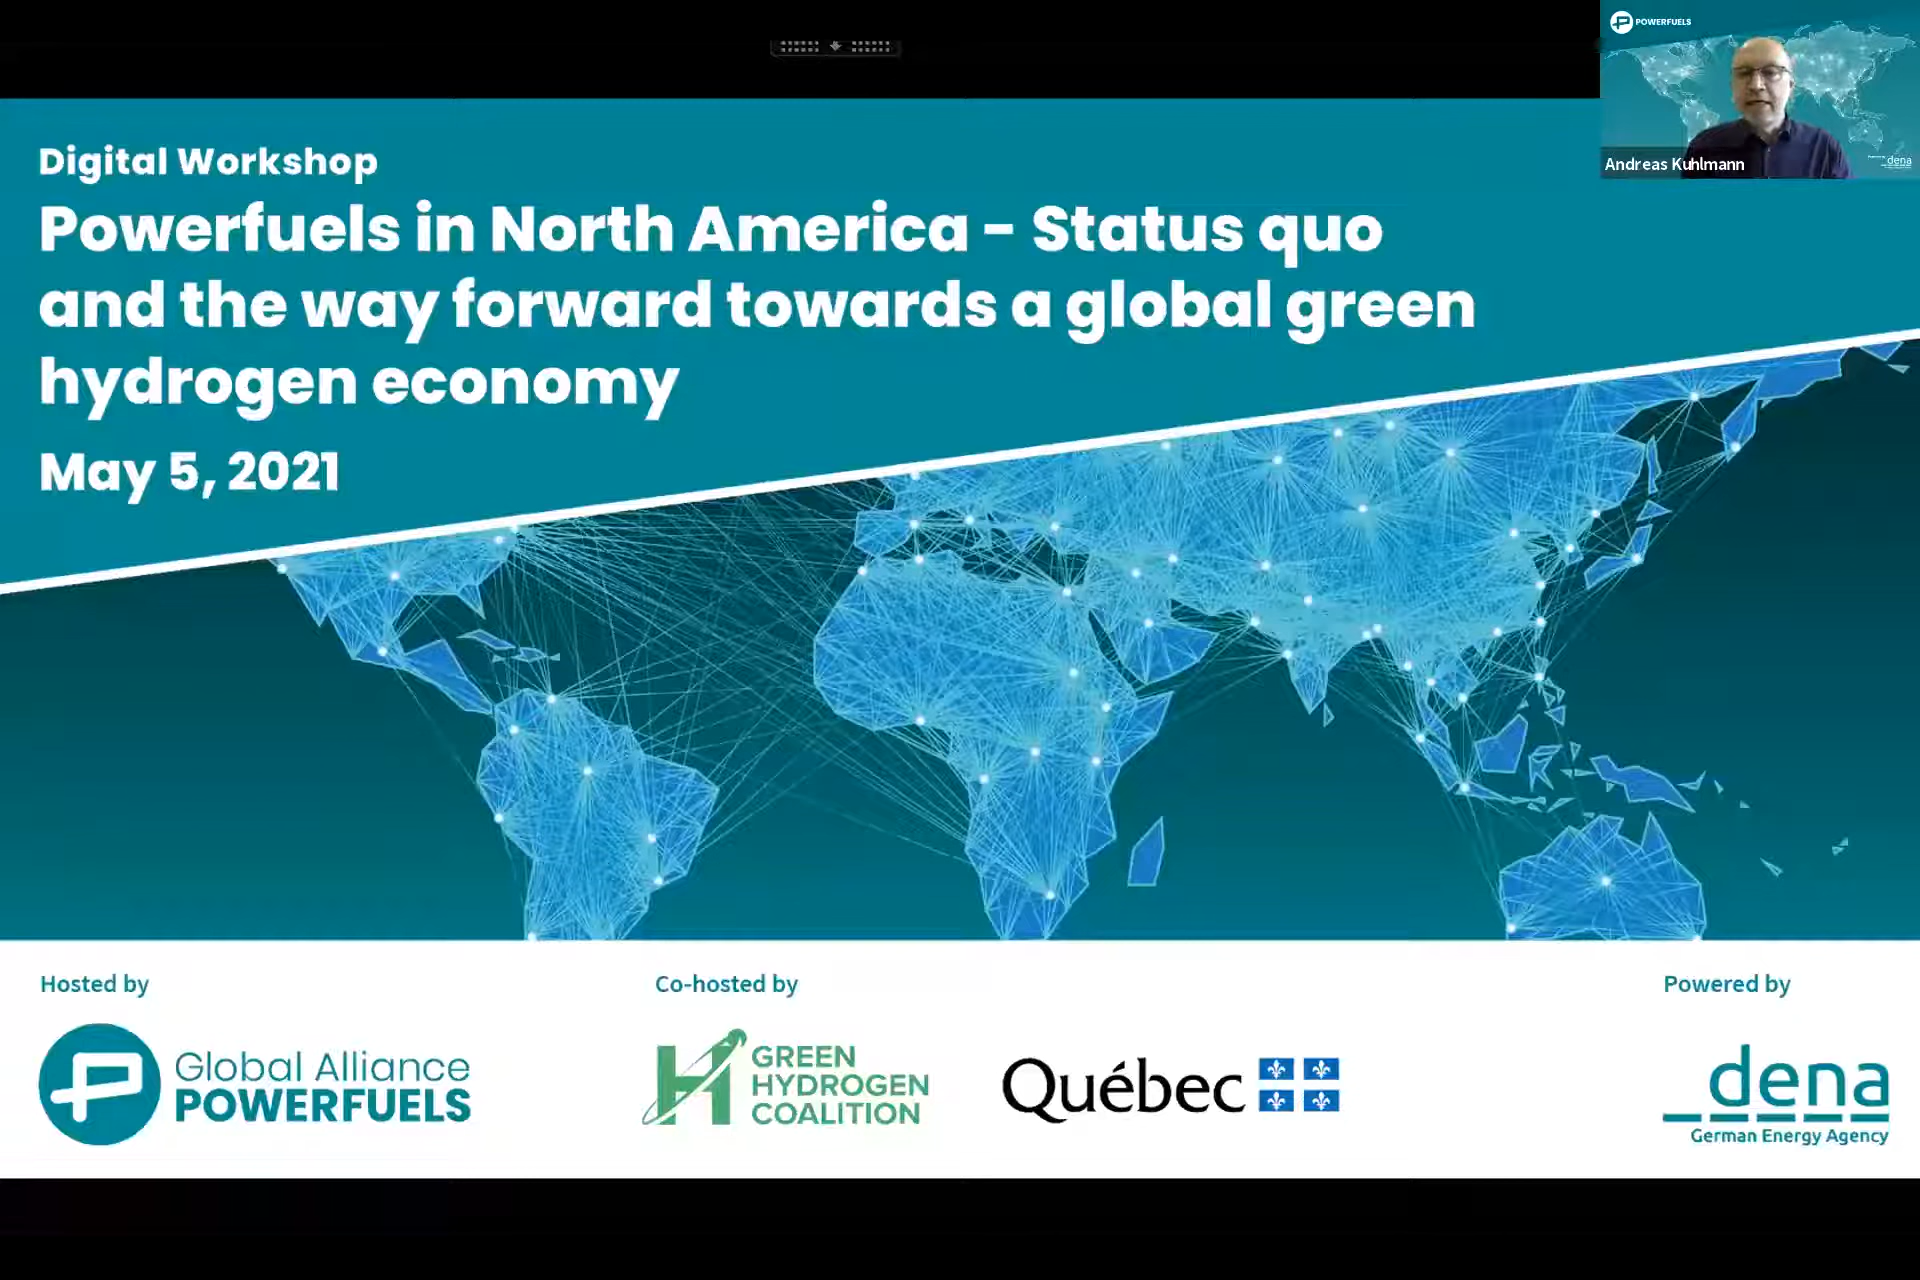 POWERFUELS
Andreas Kuhlmann
dena
Digital Workshop
Powerfuels in North America - Status quo
and the way forward towards a global green
hydrogen economy
May 5, 2021
Hosted by
Global Alliance
POWERFUELS
Co-hosted by
GREEN
HYDROGEN
COALITION
Québec
Powered by
dena
German Energy Agency